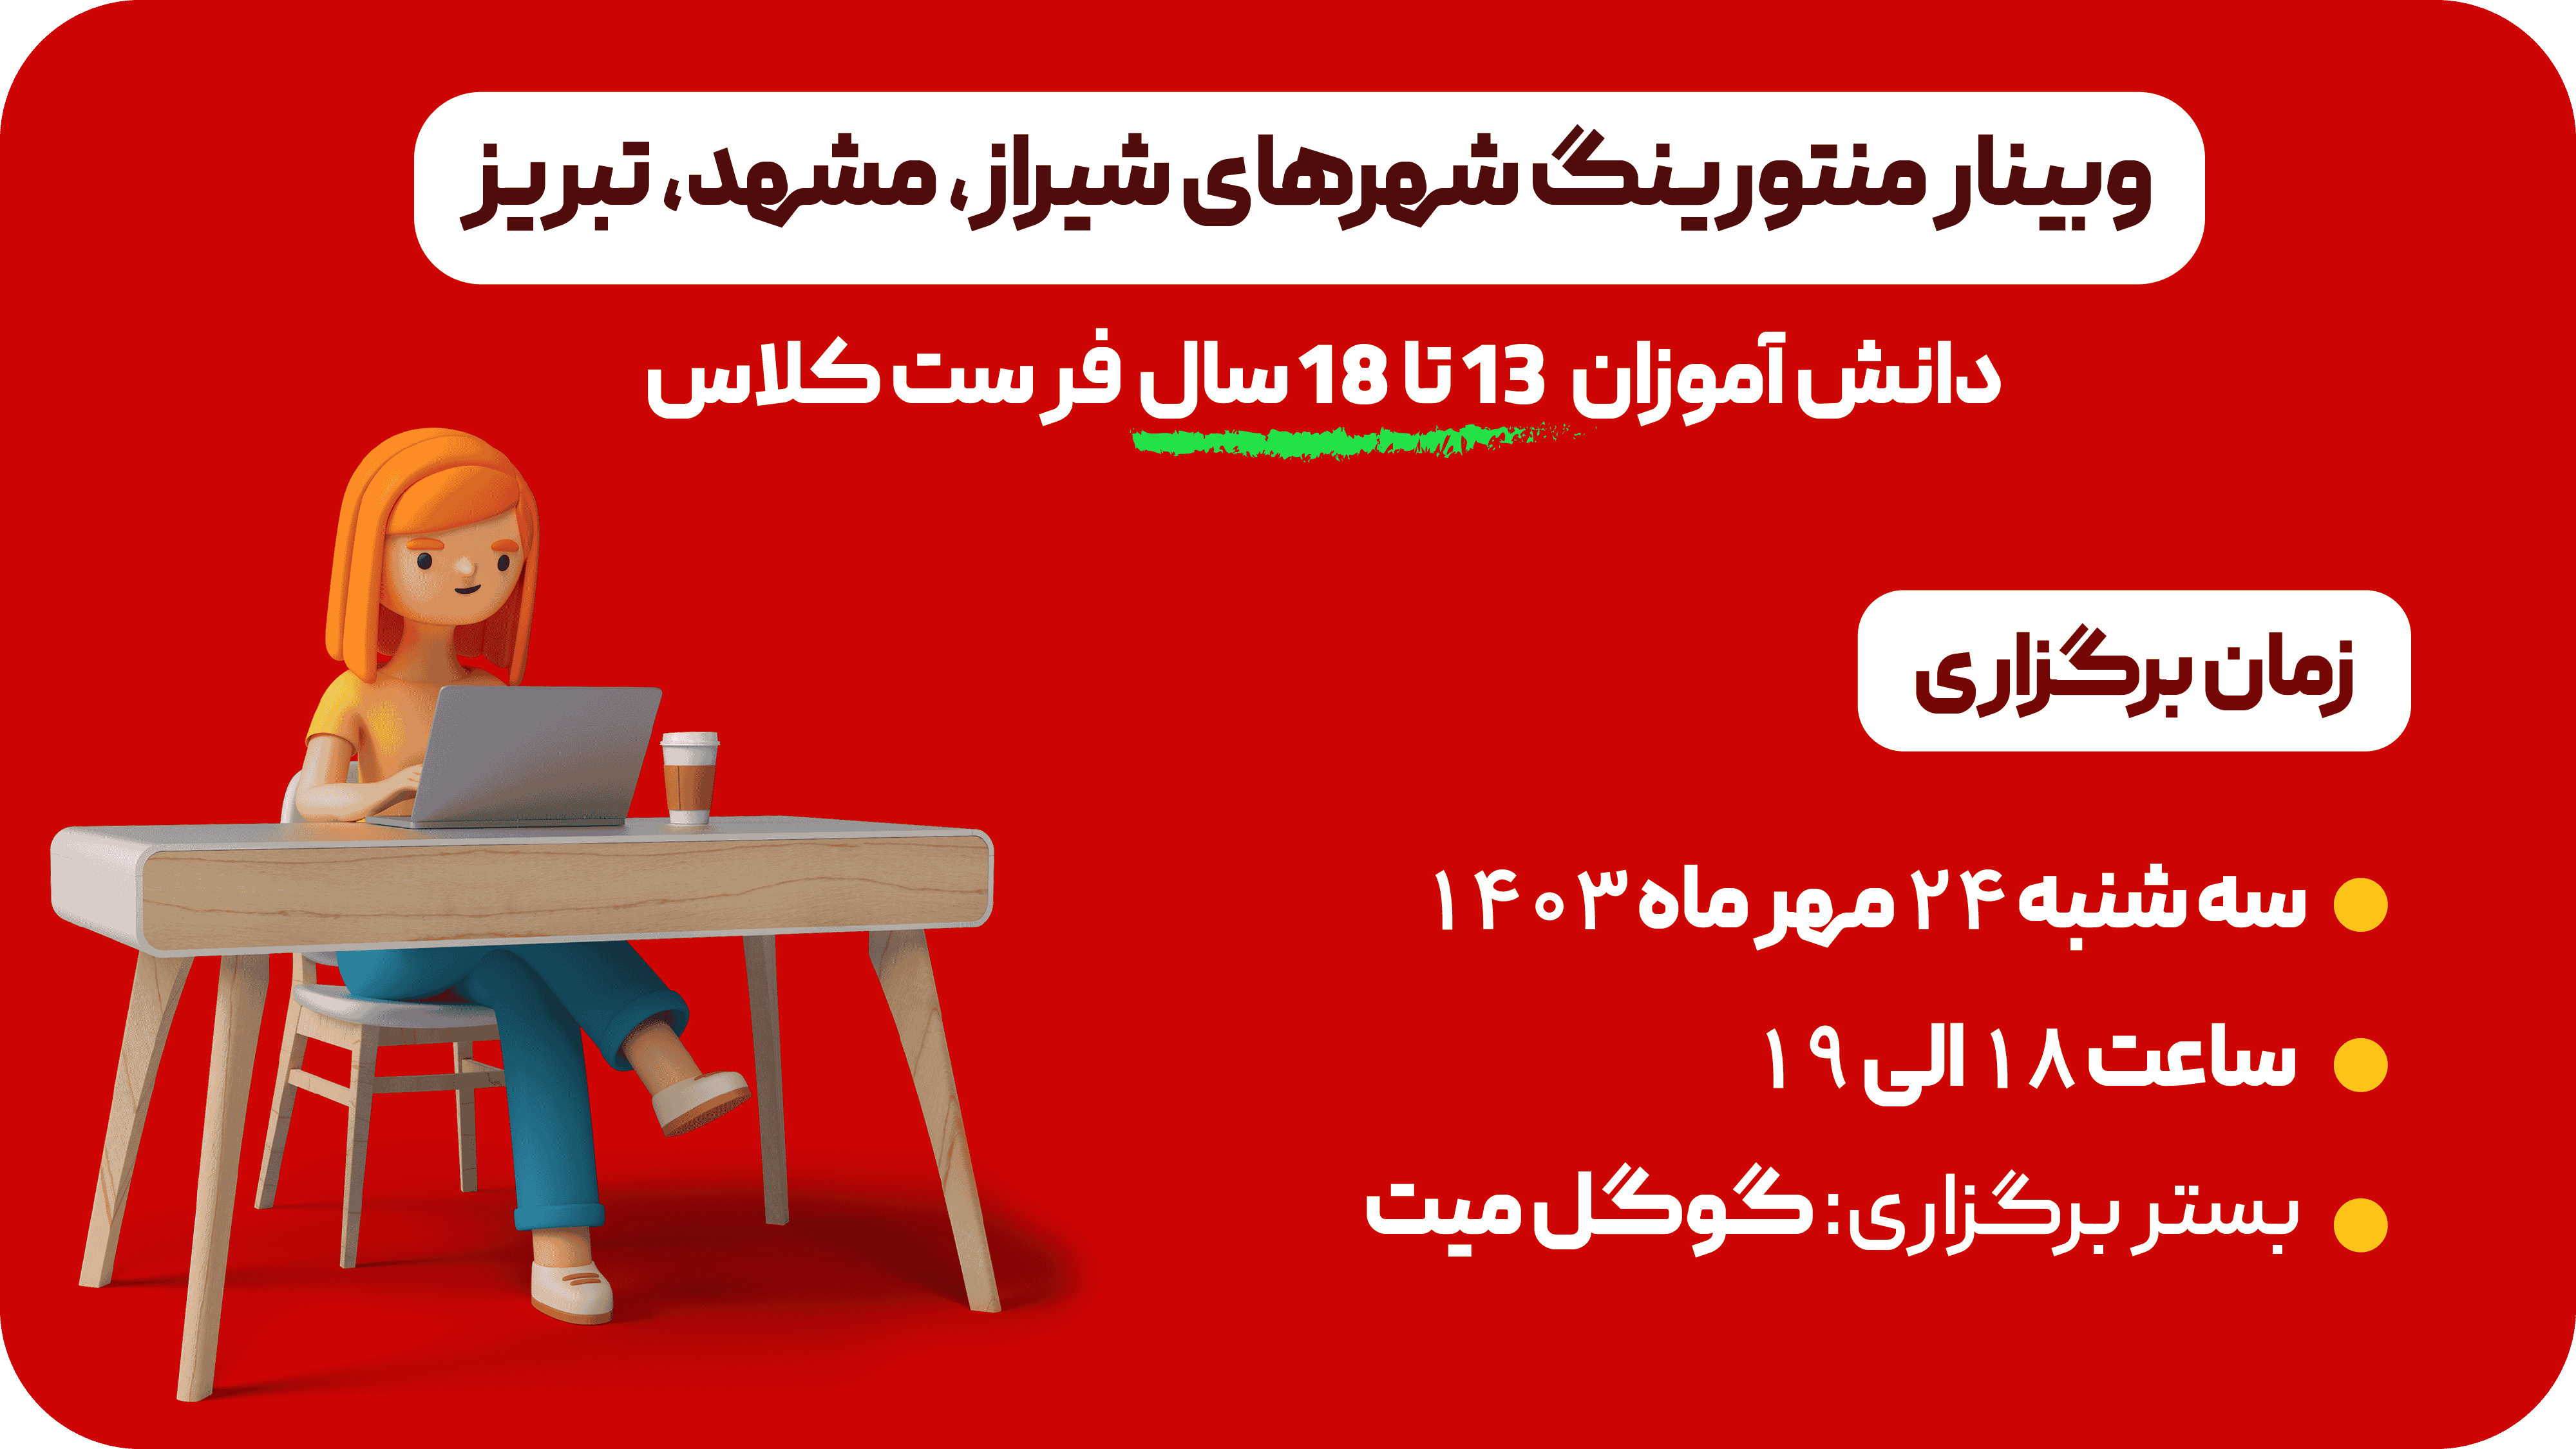 وبینار منتورینگ شهرهای شیراز، مشهد، تبریز
دانش آموزان 13 تا 18 سال فرست کلاس
زمان برگزاری
سه شنبه ۲۴ مهر ماه ۱۴۰۳
ساعت ۱۸ الی ۱۹
بستر برگزاری: گوگل میت